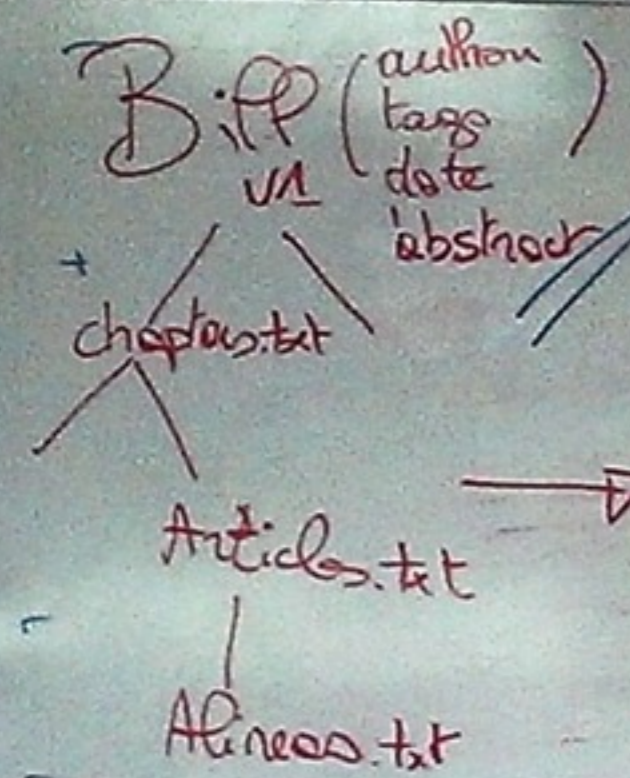 Bill ( author
tags )
date
V1
abstract
chapters.txt
Articles.txt
Alineas.txt